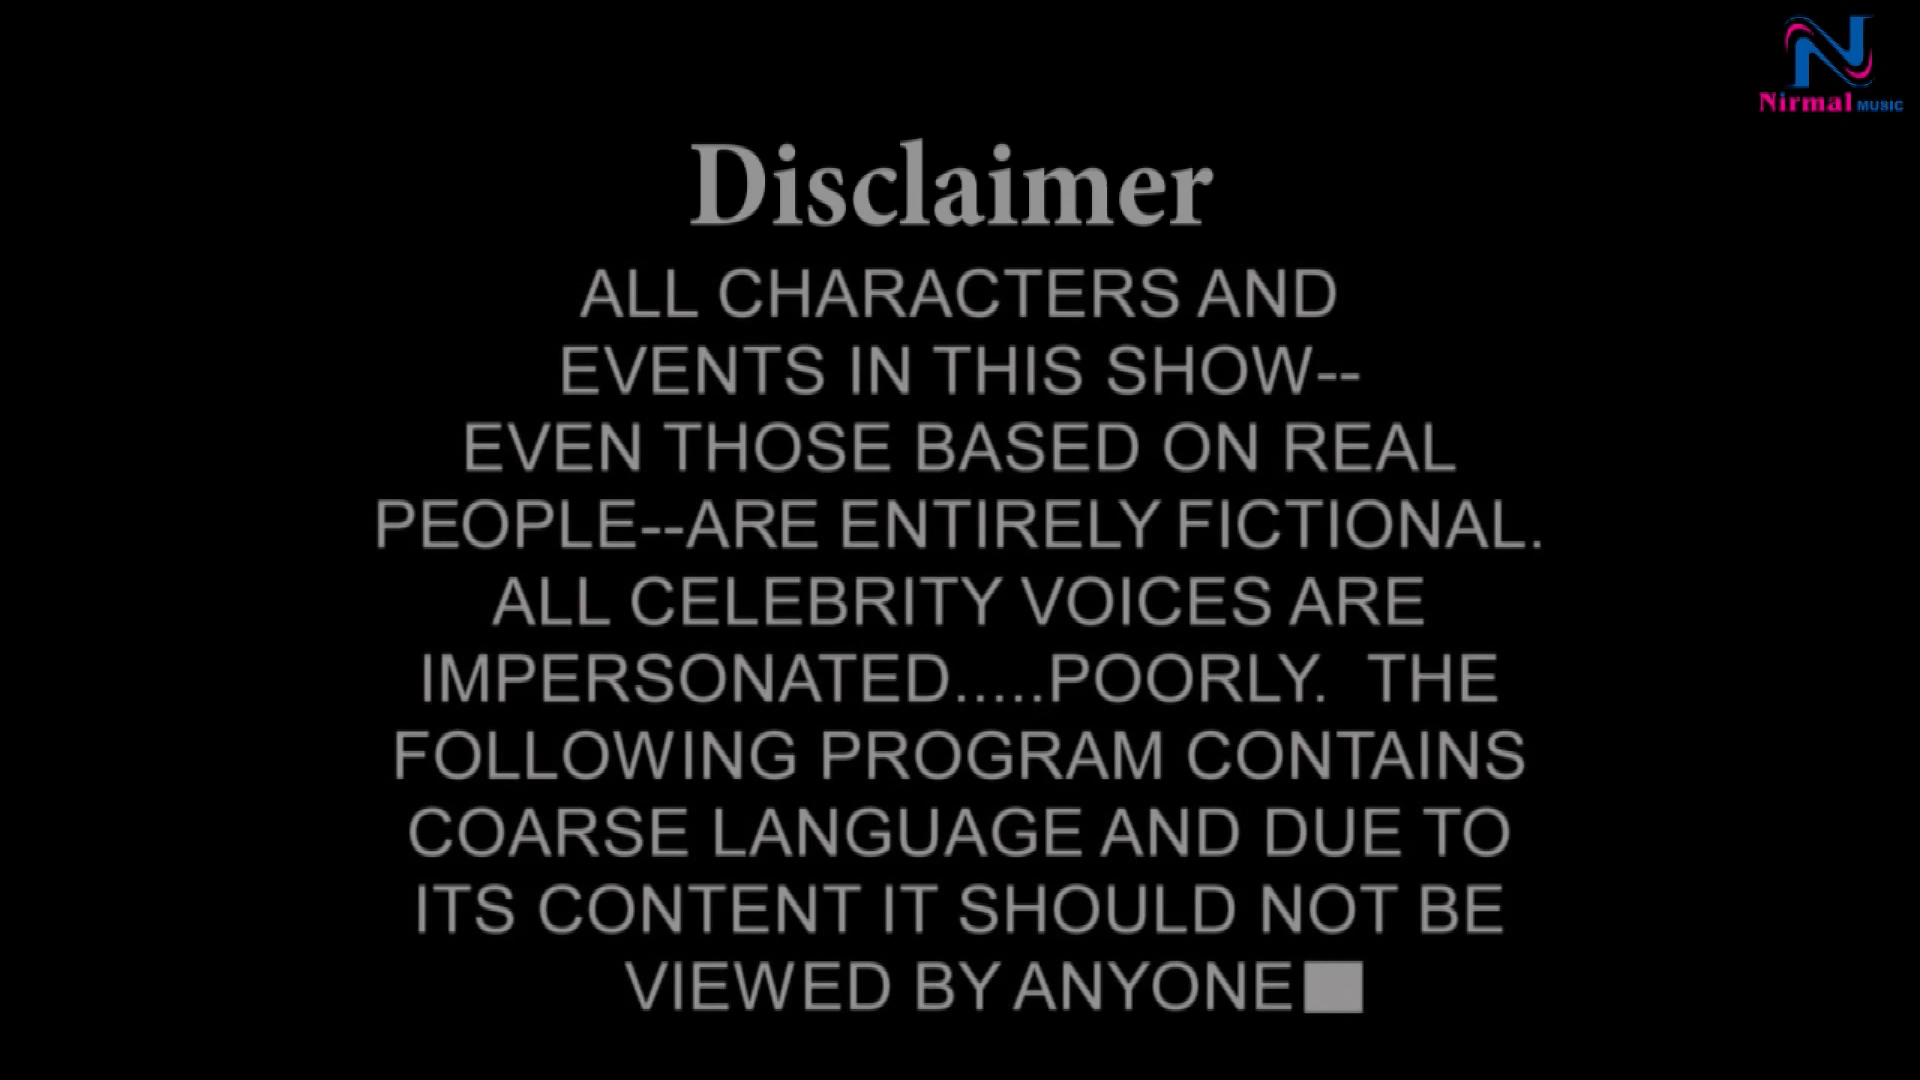 Nirmal MUSIC
Disclaimer
ALL CHARACTERS AND
EVENTS IN THIS SHOW--
EVEN THOSE BASED ON REAL
PEOPLE--ARE ENTIRELY FICTIONAL.
ALL CELEBRITY VOICES ARE
IMPERSONATED.....POORLY.  THE
FOLLOWING PROGRAM CONTAINS
COARSE LANGUAGE AND DUE TO
ITS CONTENT IT SHOULD NOT BE
VIEWED BY ANYONE